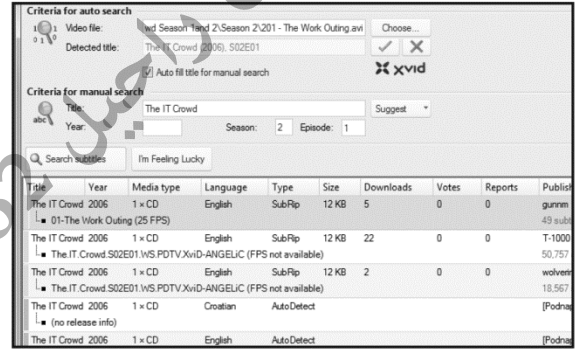 Criteria for auto search
Video file: wd Season 1and 2\Season 2\201 - The Work Outing.avi Choose...
Detected title: The IT Crowd (2006), S02E01
Auto fill title for manual search
xvid
Criteria for manual search
Title: The IT Crowd Suggest
Year: Season: 2 Episode: 1
Search subtitles I'm Feeling Lucky
Title Year Media type Language Type Size Downloads Votes Reports Publish
The IT Crowd 2006 1 × CD English SubRip 12 KB 5 0 0 gunnm
01-The Work Outing (25 FPS) 49 subt
The IT Crowd 2006 1 × CD English SubRip 12 KB 22 0 0 T-1000
The.IT.Crowd.S02E01.WS.PDTV.XviD-ANGELiC (FPS not available) 50,757
The IT Crowd 2006 1 × CD English SubRip 12 KB 2 0 0 wolverin
The.IT.Crowd.S02E01.WS.PDTV.XviD-ANGELiC (FPS not available) 18,567
The IT Crowd 2006 1 × CD Croatian AutoDetect [Podnap
(no release info)
The IT Crowd 2006 1 × CD English AutoDetect [Podnap